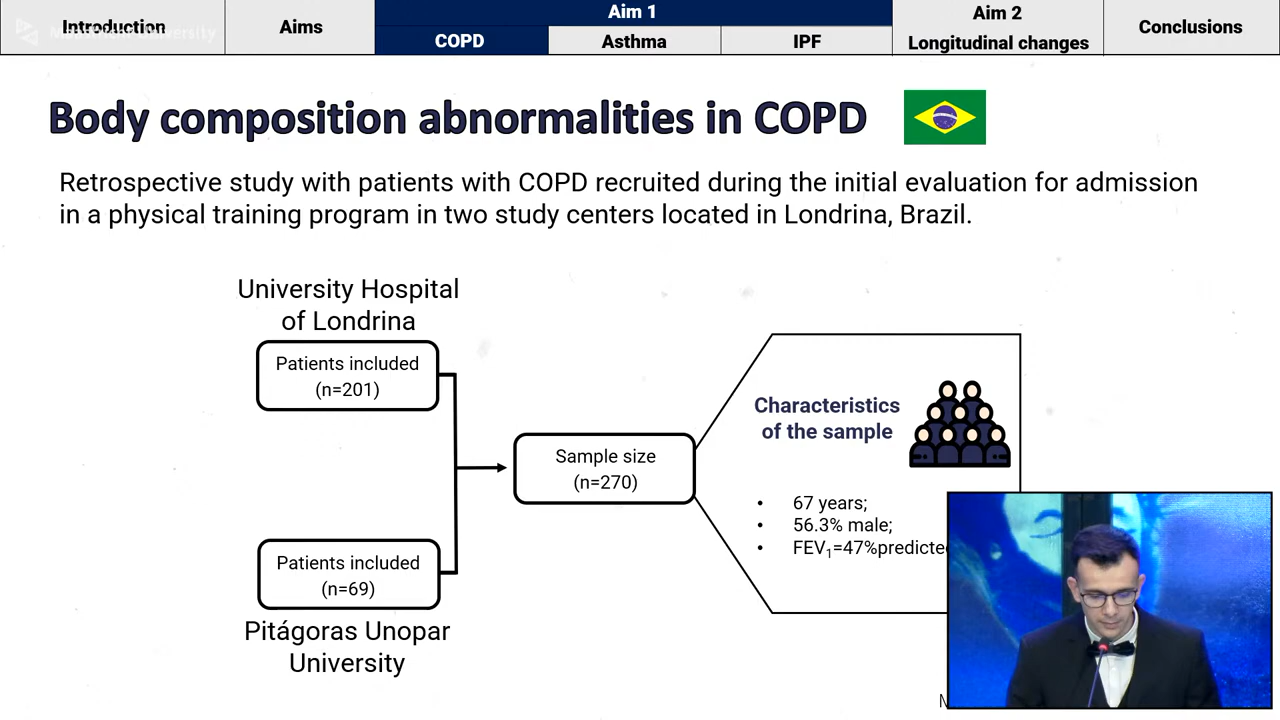 Introduction
Aims
Aim 1
COPD
Asthma
IPF
Aim 2
Longitudinal changes
Conclusions
Body composition abnormalities in COPD
Retrospective study with patients with COPD recruited during the initial evaluation for admission
in a physical training program in two study centers located in Londrina, Brazil.
University Hospital
of Londrina
Patients included
(n=201)
Sample size
(n=270)
Patients included
(n=69)
Pitágoras Unopar
University
Characteristics
of the sample
• 67 years;
• 56.3% male;
• FEV₁=47%predicted